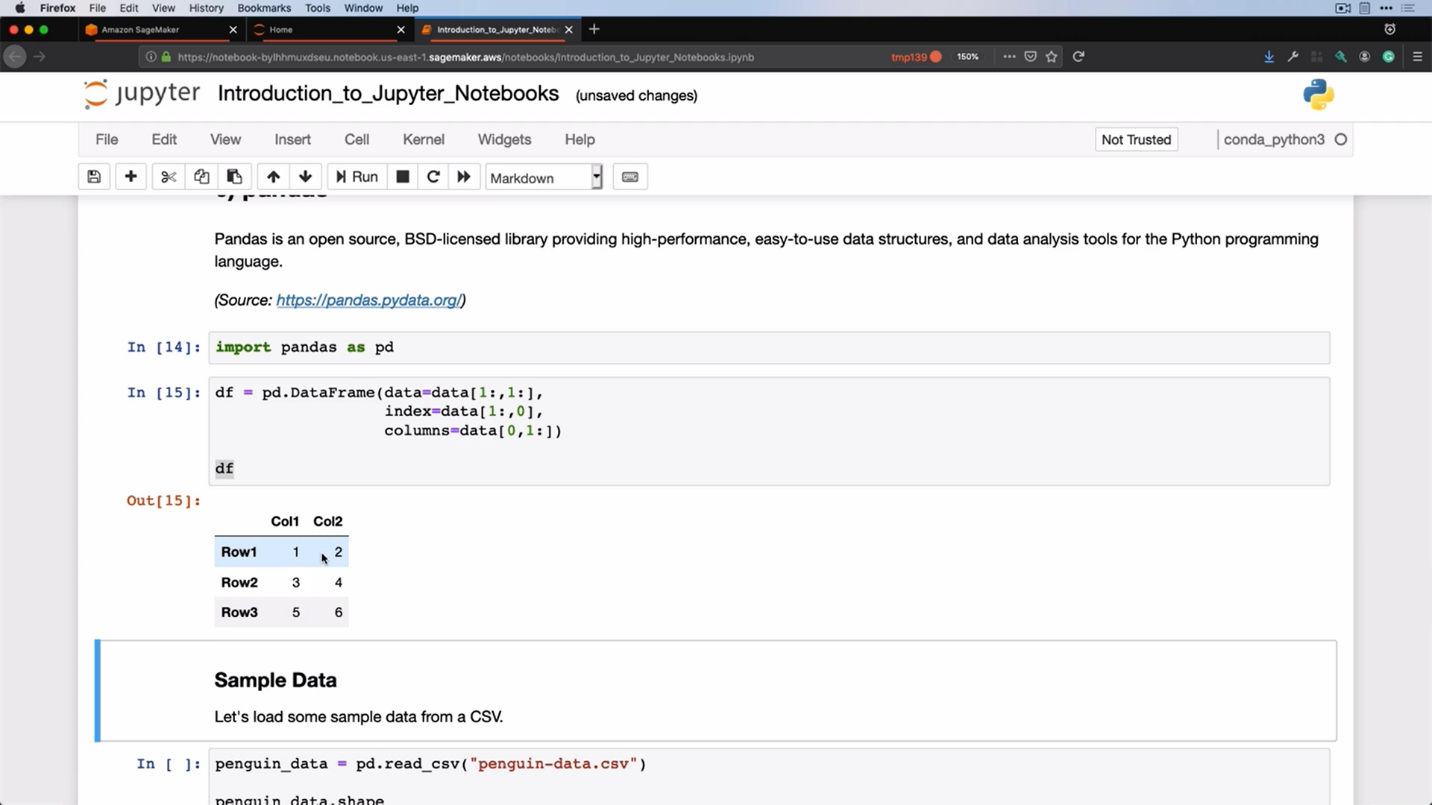 Firefox File Edit View History Bookmarks Tools Window Help
Amazon SageMaker Home Introduction_to_Jupyter_Noteb
https://notebook-bylhhmuxdseu.notebook.us-east-1.sagemaker.aws/notebooks/Introduction_to_Jupyter_Notebooks.ipynb tmp139 150%
jupyter Introduction_to_Jupyter_Notebooks (unsaved changes)
File Edit View Insert Cell Kernel Widgets Help Not Trusted conda_python3
Run Markdown
pandas
Pandas is an open source, BSD-licensed library providing high-performance, easy-to-use data structures, and data analysis tools for the Python programming
language.
(Source: https://pandas.pydata.org/)
In [14]: import pandas as pd
In [15]: df = pd.DataFrame(data=data[1:,1:],
index=data[1:,0],
columns=data[0,1:])
df
Out[15]:
Col1 Col2
Row1 1 2
Row2 3 4
Row3 5 6
Sample Data
Let's load some sample data from a CSV.
In [ ]: penguin_data = pd.read_csv("penguin-data.csv")
penguin_data.shape